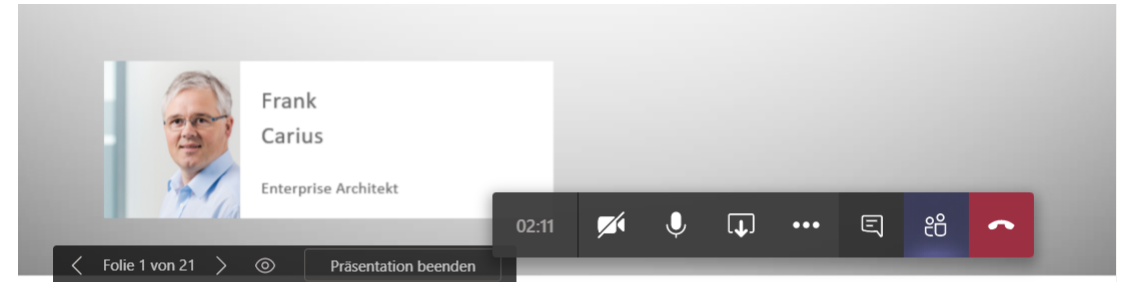 Frank
Carius
Enterprise Architekt
02:11
Folie 1 von 21
Präsentation beenden